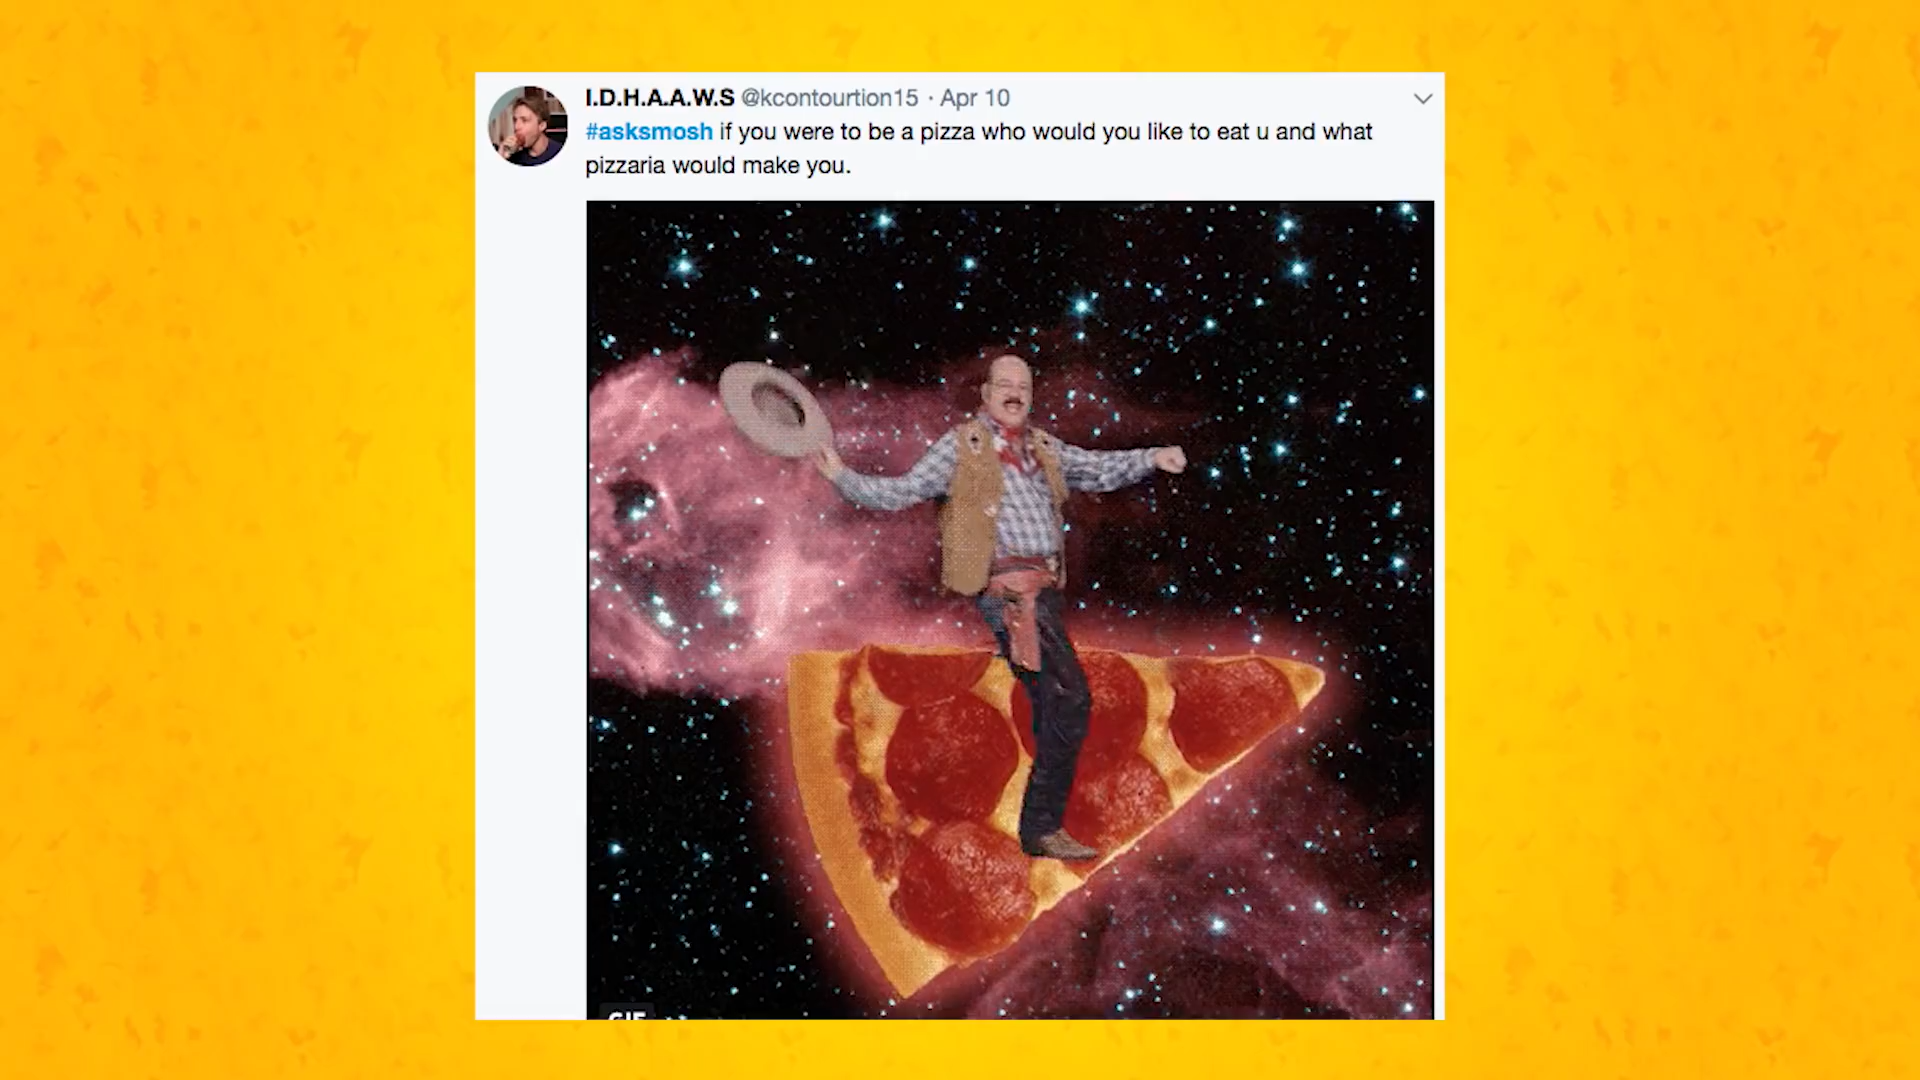 I.D.H.A.A.W.S @kcontourtion15 · Apr 10
#asksmosh if you were to be a pizza who would you like to eat u and what
pizzaria would make you.
GIF